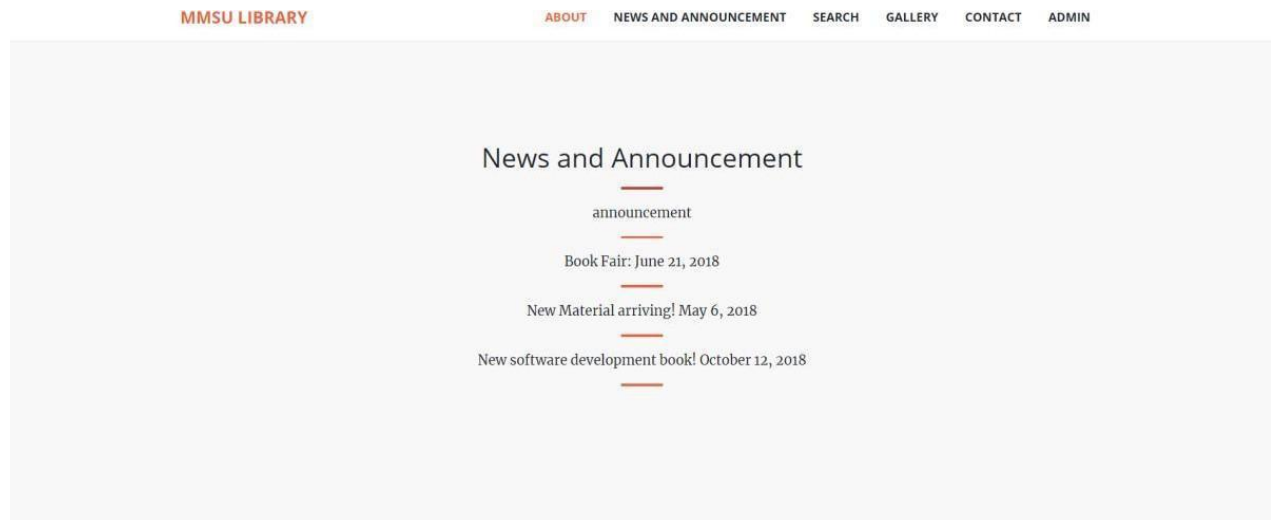 MMSU LIBRARY
ABOUT NEWS AND ANNOUNCEMENT SEARCH GALLERY CONTACT ADMIN
News and Announcement
announcement
Book Fair: June 21, 2018
New Material arriving! May 6, 2018
New software development book! October 12, 2018